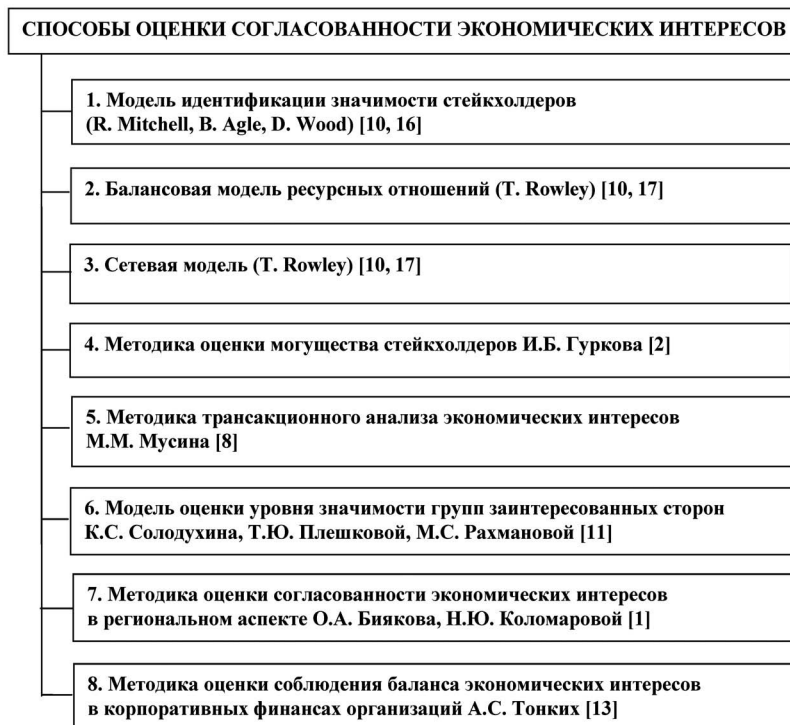 СПОСОБЫ ОЦЕНКИ СОГЛАСОВАННОСТИ ЭКОНОМИЧЕСКИХ ИНТЕРЕСОВ
1. Модель идентификации значимости стейкхолдеров
(R. Mitchell, B. Agle, D. Wood) [10, 16]
2. Балансовая модель ресурсных отношений (T. Rowley) [10, 17]
3. Сетевая модель (T. Rowley) [10, 17]
4. Методика оценки могущества стейкхолдеров И.Б. Гуркова [2]
5. Методика трансакционного анализа экономических интересов
М.М. Мусина [8]
6. Модель оценки уровня значимости групп заинтересованных сторон
К.С. Солодухина, Т.Ю. Плешковой, М.С. Рахмановой [11]
7. Методика оценки согласованности экономических интересов
в региональном аспекте О.А. Биякова, Н.Ю. Коломаровой [1]
8. Методика оценки соблюдения баланса экономических интересов
в корпоративных финансах организаций А.С. Тонких [13]